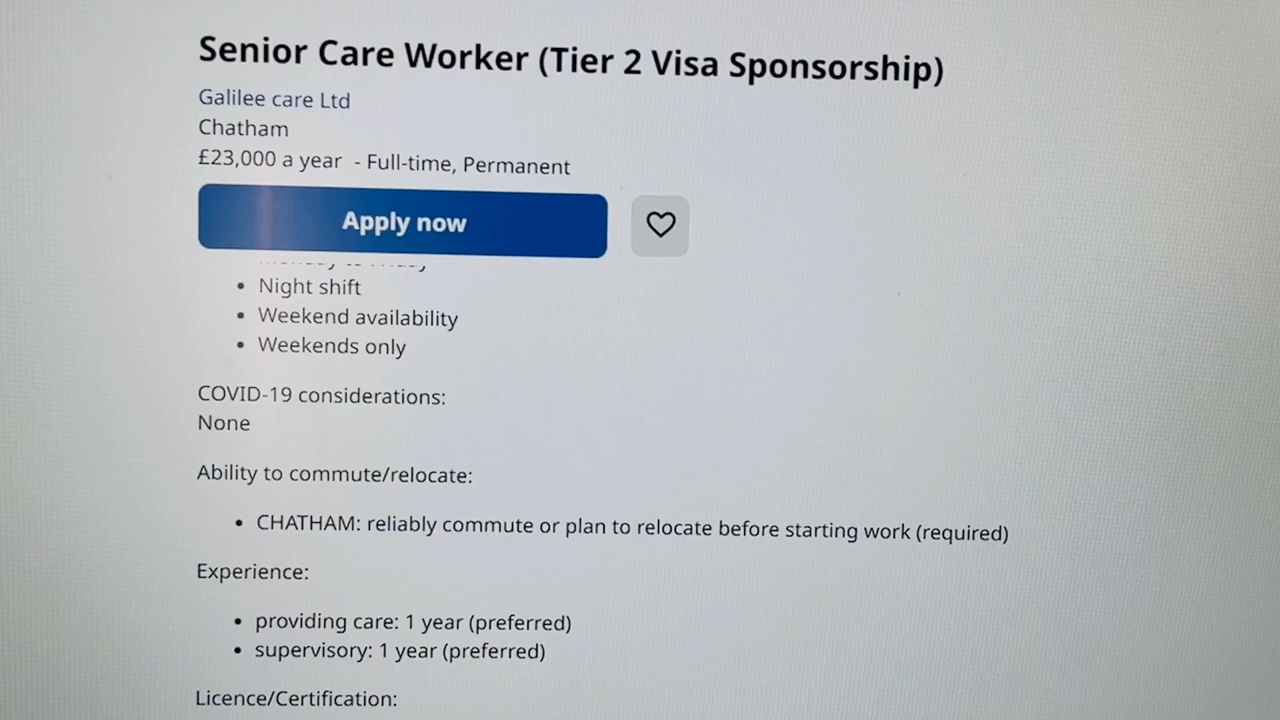 Senior Care Worker (Tier 2 Visa Sponsorship)
Galilee care Ltd
Chatham
£23,000 a year - Full-time, Permanent
Apply now
• Night shift
• Weekend availability
• Weekends only
COVID-19 considerations:
None
Ability to commute/relocate:
• CHATHAM: reliably commute or plan to relocate before starting work (required)
Experience:
• providing care: 1 year (preferred)
• supervisory: 1 year (preferred)
Licence/Certification: